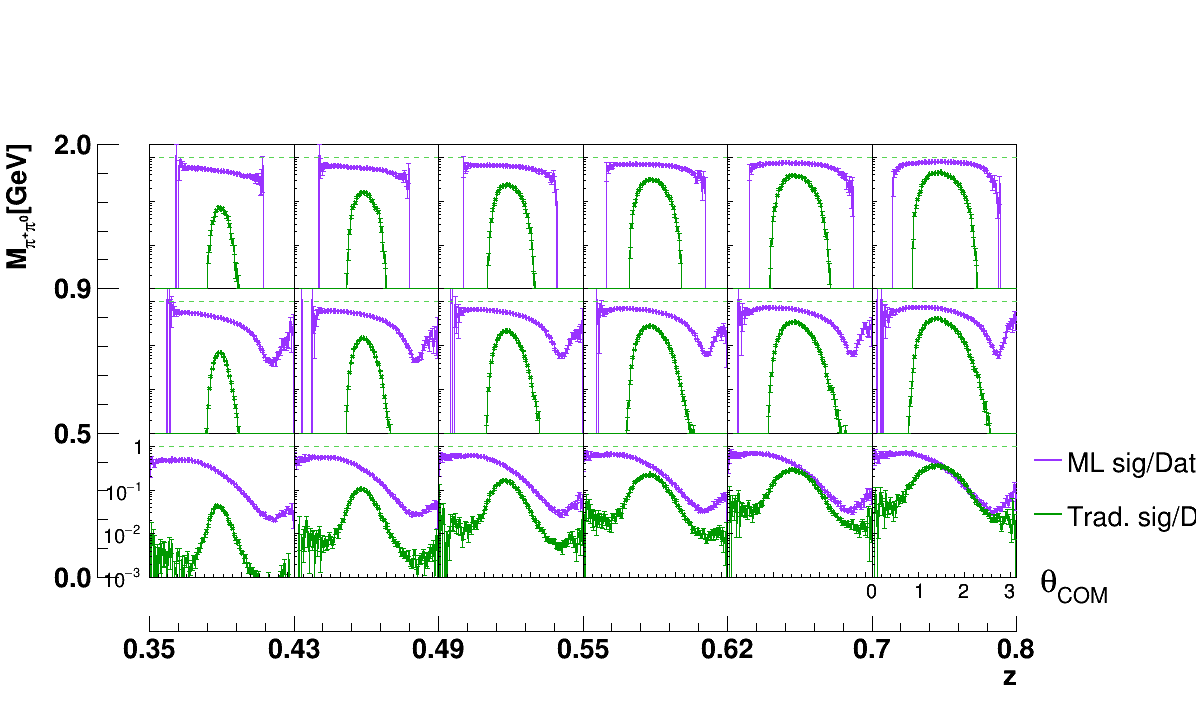 2.0
M_{π⁺π⁰}[GeV]
0.9
0.5
1
10⁻¹
10⁻²
10⁻³
0.0
ML sig/Dat
Trad. sig/D
0 1 2 3
θ_{COM}
0.35 0.43 0.49 0.55 0.62 0.7 0.8
z